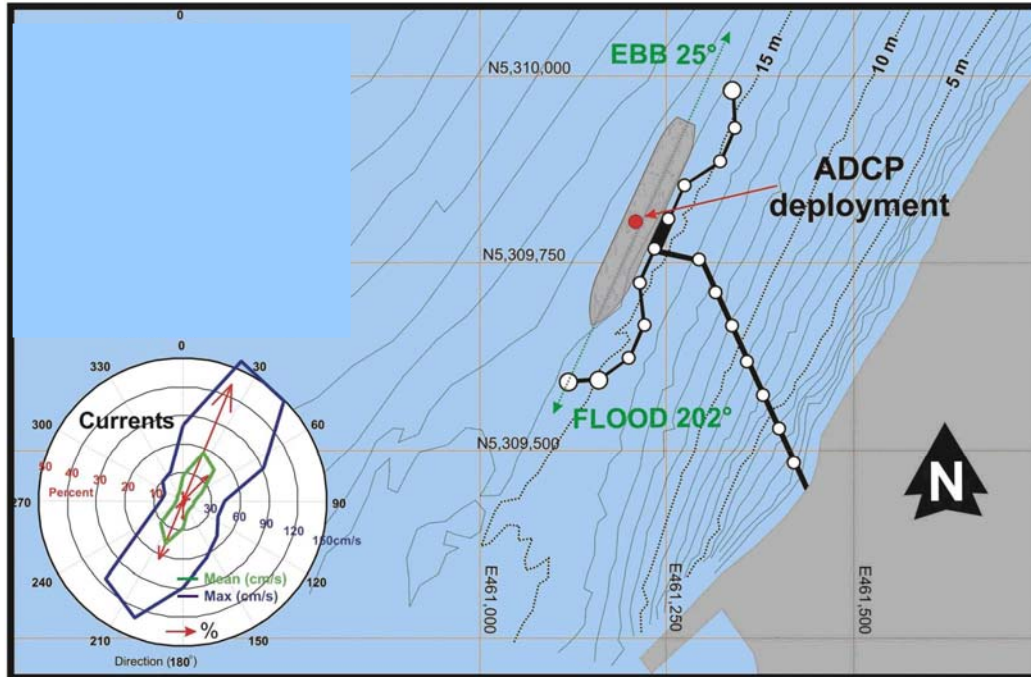 0
EBB 25°
15 m
10 m
5 m
N5,310,000
ADCP
deployment
N5,309,750
FLOOD 202°
N5,309,500
N
E461,000
E461,250
E461,500
0
330
30
Currents
300
60
50 40 30 20 10
Percent
270
90
30 60 90 120 150cm/s
240
120
Mean (cm/s)
Max (cm/s)
%
210
150
Direction (180°)